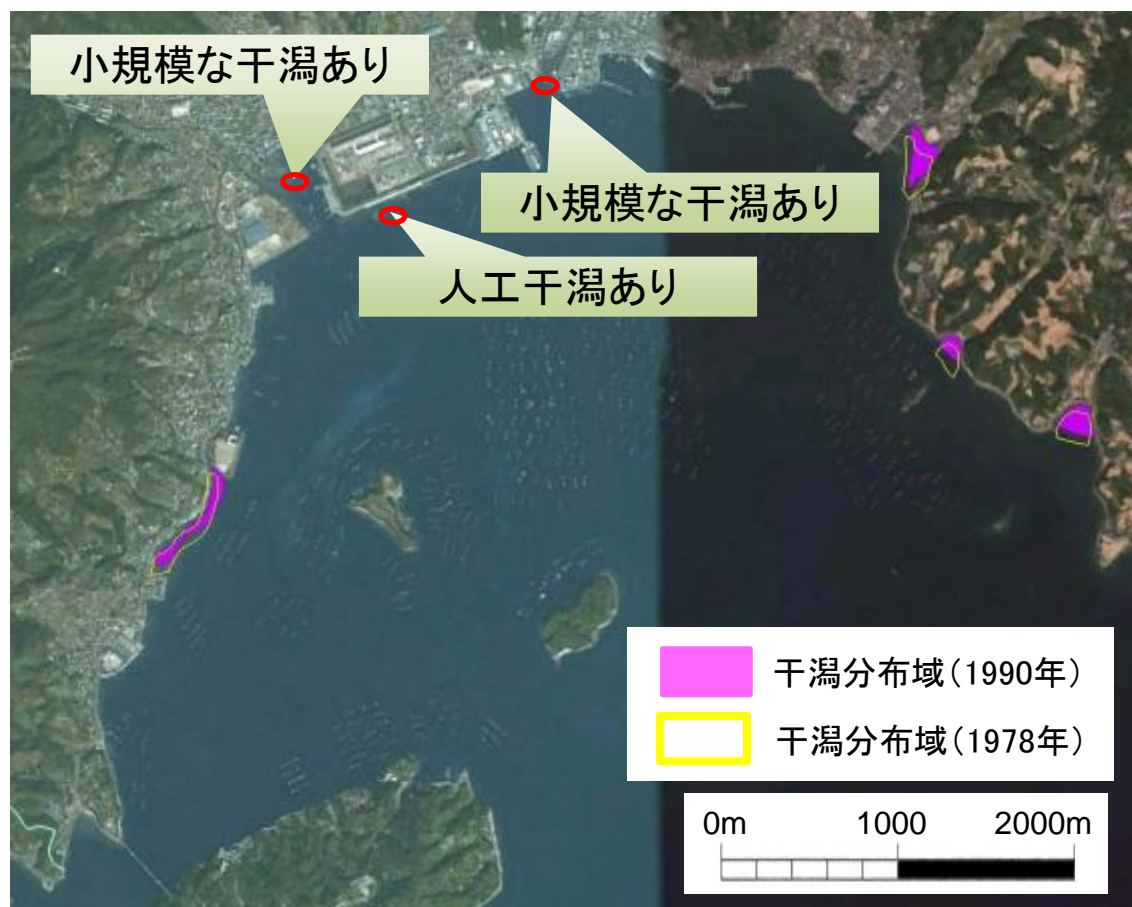 小規模な干潟あり
小規模な干潟あり
人工干潟あり
干潟分布域（1990年）
干潟分布域（1978年）
0m 1000 2000m